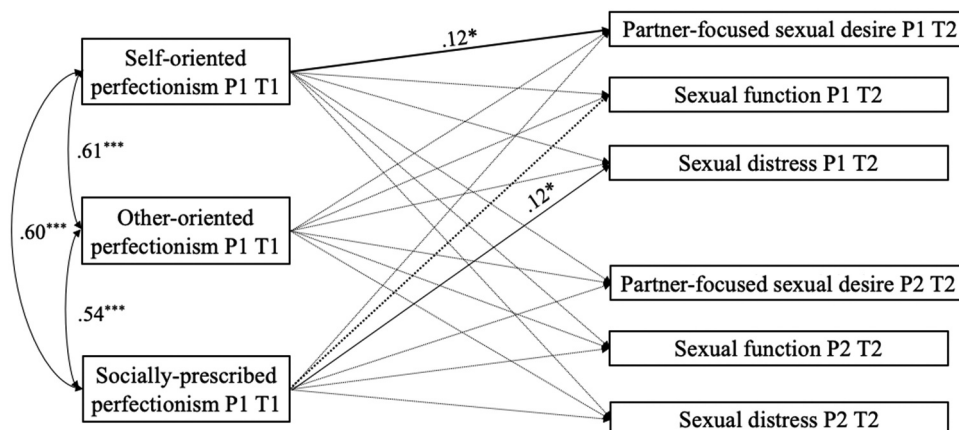 Self-oriented
perfectionism P1 T1
Other-oriented
perfectionism P1 T1
Socially-prescribed
perfectionism P1 T1
.61***
.60***
.54***
.12*
.12*
Partner-focused sexual desire P1 T2
Sexual function P1 T2
Sexual distress P1 T2
Partner-focused sexual desire P2 T2
Sexual function P2 T2
Sexual distress P2 T2